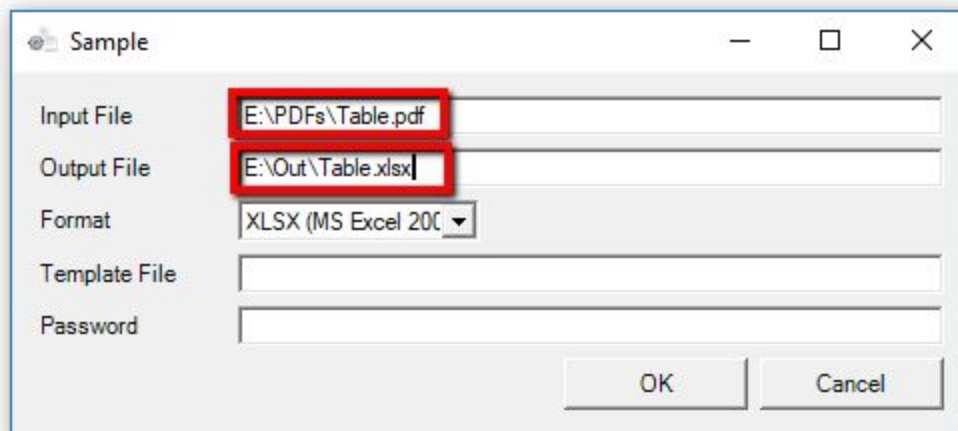 Sample
Input File E:\PDFs\Table.pdf
Output File E:\Out\Table.xlsx
Format XLSX (MS Excel 200
Template File
Password
OK Cancel